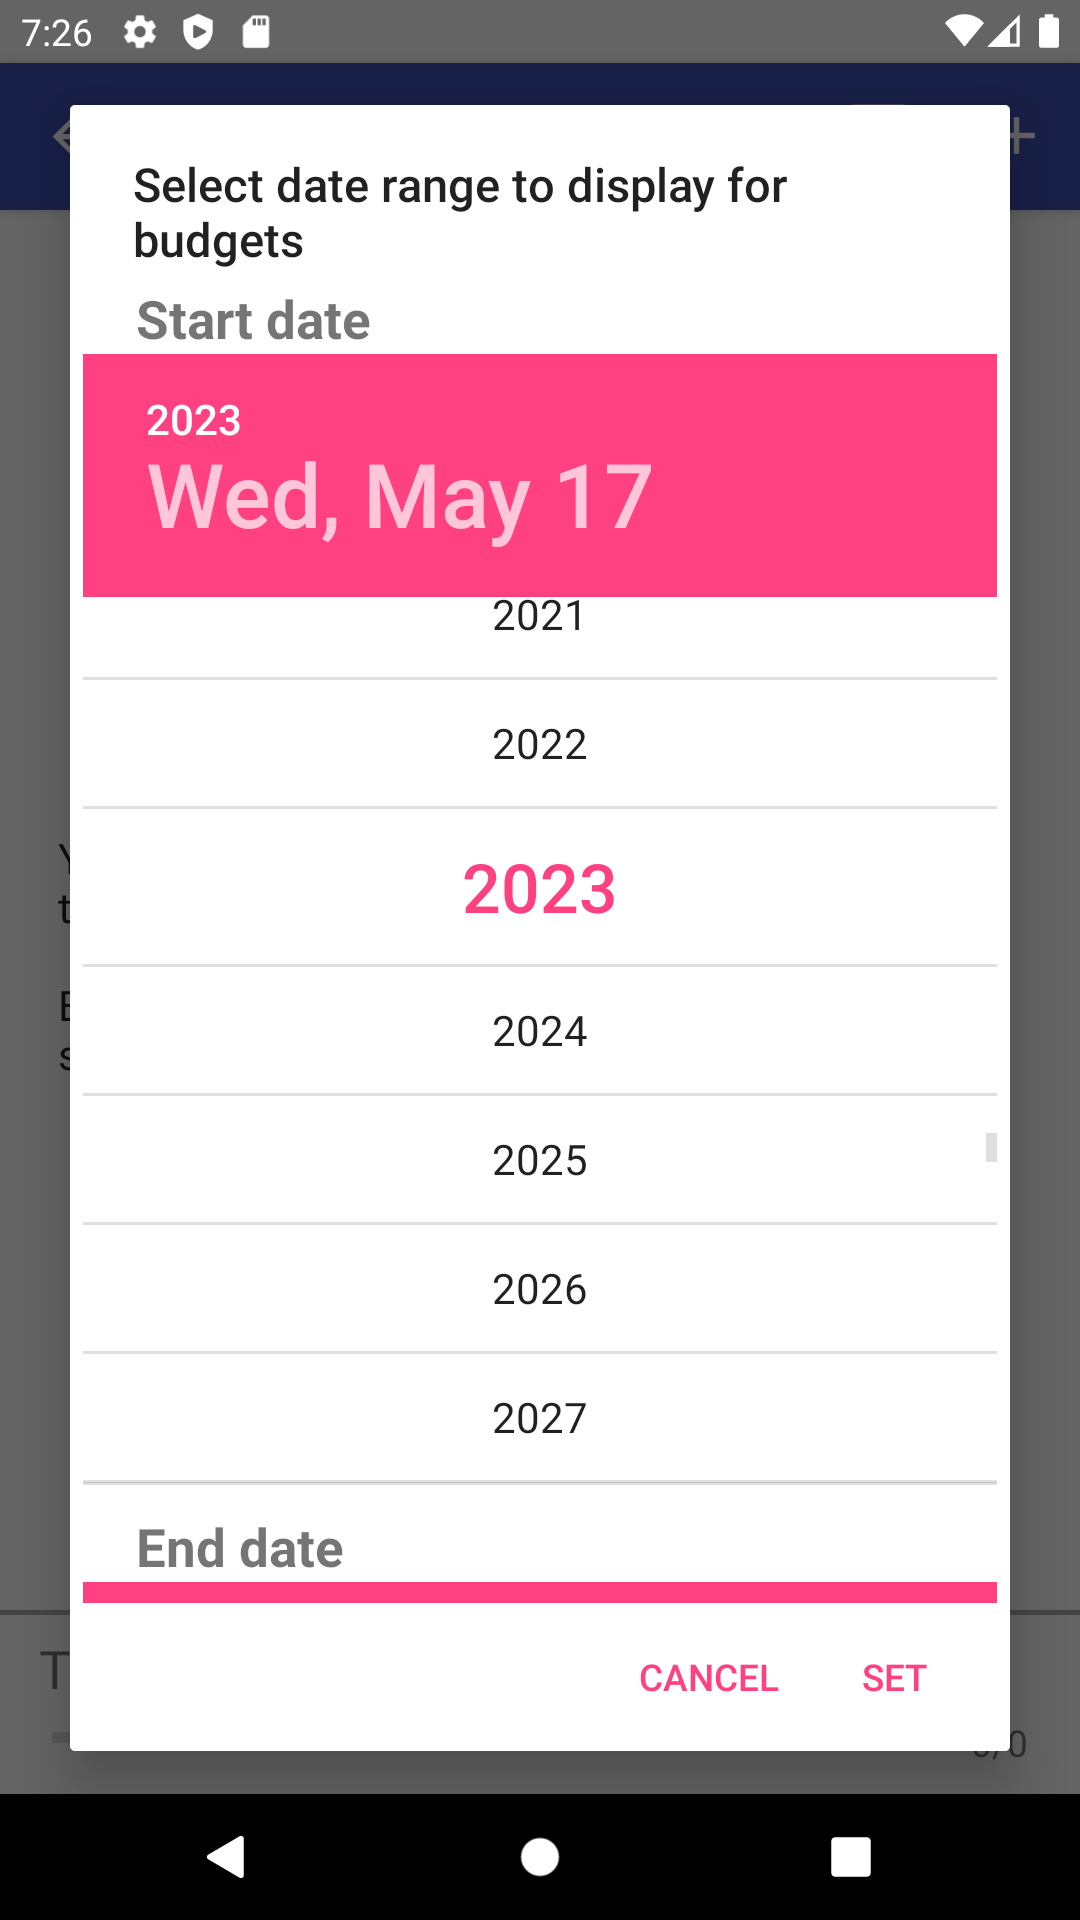 7:26
Select date range to display for
budgets
Start date
2023
Wed, May 17
2021
2022
2023
2024
2025
2026
2027
End date
CANCEL
SET